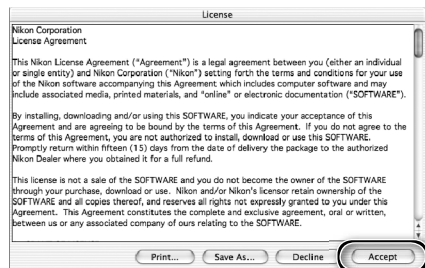 License
Nikon Corporation
License Agreement
This Nikon License Agreement ("Agreement") is a legal agreement between you (either an individual
or single entity) and Nikon Corporation ("Nikon") setting forth the terms and conditions for your use
of the Nikon software accompanying this Agreement which includes computer software and may
include associated media, printed materials, and "online" or electronic documentation ("SOFTWARE").
By installing, downloading and/or using this SOFTWARE, you indicate your acceptance of this
Agreement and are agreeing to be bound by the terms of this Agreement. If you do not agree to the
terms of this Agreement, you are not authorized to install, download or use this SOFTWARE.
Promptly return within fifteen (15) days from the date of delivery the package to the authorized
Nikon Dealer where you obtained it for a full refund.
This license is not a sale of the SOFTWARE and you do not become the owner of the SOFTWARE
through your purchase, download or use. Nikon and/or Nikon's licensor retain ownership of the
SOFTWARE and all copies thereof, and reserves all rights not expressly granted to you under this
Agreement. This Agreement constitutes the complete and exclusive agreement, oral or written,
between us or any associated company of ours relating to the SOFTWARE.
Print... Save As... Decline Accept